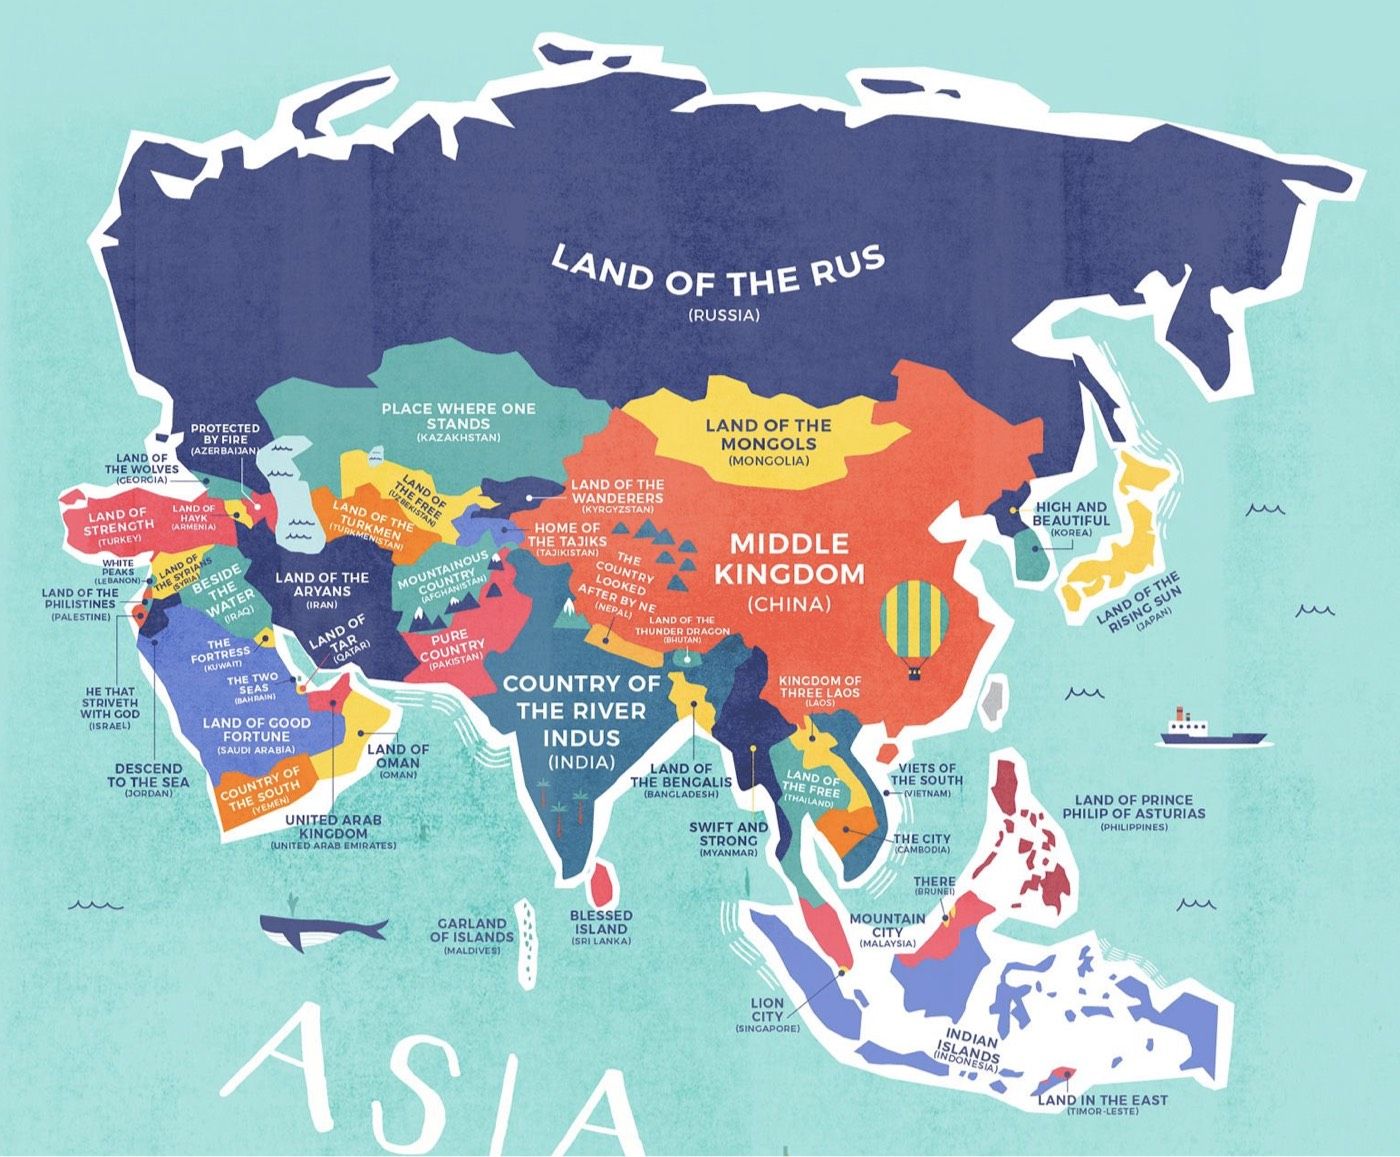 LAND OF THE RUS
(RUSSIA)
PLACE WHERE ONE
STANDS
(KAZAKHSTAN)
LAND OF THE
MONGOLS
(MONGOLIA)
PROTECTED
BY FIRE
(AZERBAIJAN)
LAND OF
THE WOLVES
(GEORGIA)
LAND OF
STRENGTH
(TURKEY)
LAND OF
HAYK
(ARMENIA)
LAND OF
THE FREE
(UZBEKISTAN)
LAND OF THE
TURKMEN
(TURKMENISTAN)
LAND OF THE
WANDERERS
(KYRGYZSTAN)
HOME OF
THE TAJIKS
(TAJIKISTAN)
MIDDLE
KINGDOM
(CHINA)
HIGH AND
BEAUTIFUL
(KOREA)
LAND OF THE
RISING SUN
(JAPAN)
WHITE
PEAKS
(LEBANON)
LAND OF
THE SYRIANS
(SYRIA)
BESIDE
THE
WATER
(IRAQ)
LAND OF THE
ARYANS
(IRAN)
MOUNTAINOUS
COUNTRY
(AFGHANISTAN)
THE
COUNTRY
LOOKED
AFTER BY NE
(NEPAL)
LAND OF THE
THUNDER DRAGON
(BHUTAN)
LAND OF THE
PHILISTINES
(PALESTINE)
LAND OF
TAR
(QATAR)
PURE
COUNTRY
(PAKISTAN)
THE
FORTRESS
(KUWAIT)
THE TWO
SEAS
(BAHRAIN)
HE THAT
STRIVETH
WITH GOD
(ISRAEL)
LAND OF GOOD
FORTUNE
(SAUDI ARABIA)
COUNTRY OF
THE RIVER
INDUS
(INDIA)
KINGDOM OF
THREE LAOS
(LAOS)
DESCEND
TO THE SEA
(JORDAN)
COUNTRY OF
THE SOUTH
(YEMEN)
LAND OF
OMAN
(OMAN)
LAND OF
THE BENGALIS
(BANGLADESH)
LAND OF
THE FREE
(THAILAND)
VIETS OF
THE SOUTH
(VIETNAM)
UNITED ARAB
KINGDOM
(UNITED ARAB EMIRATES)
SWIFT AND
STRONG
(MYANMAR)
THE CITY
(CAMBODIA)
LAND OF PRINCE
PHILIP OF ASTURIAS
(PHILIPPINES)
THERE
(BRUNEI)
GARLAND
OF ISLANDS
(MALDIVES)
BLESSED
ISLAND
(SRI LANKA)
MOUNTAIN
CITY
(MALAYSIA)
LION
CITY
(SINGAPORE)
INDIAN
ISLANDS
(INDONESIA)
LAND IN THE EAST
(TIMOR-LESTE)
ASIA